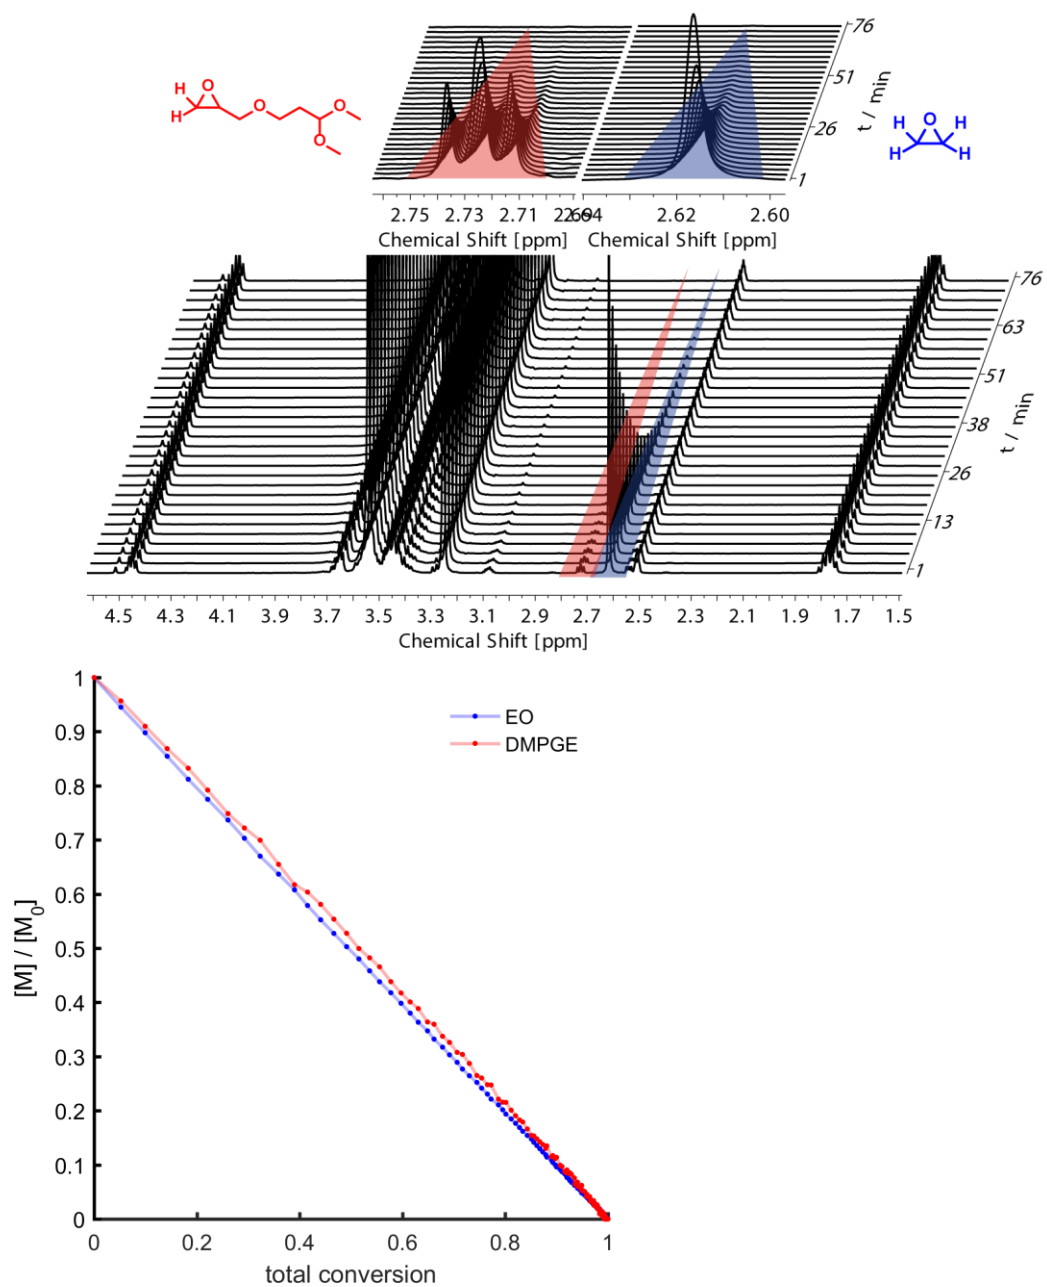 76
51
26
1
t / min
H
O
H
O
O
O
H
O
H
H
H
2.75 2.73 2.71 2.69 2.64 2.62 2.60
Chemical Shift [ppm] Chemical Shift [ppm]
76
63
51
38
26
13
1
t / min
4.5 4.3 4.1 3.9 3.7 3.5 3.3 3.1 2.9 2.7 2.5 2.3 2.1 1.9 1.7 1.5
Chemical Shift [ppm]
1
0.9
0.8
0.7
0.6
0.5
0.4
0.3
0.2
0.1
0
[M] / [M0]
EO
DMPGE
0 0.2 0.4 0.6 0.8 1
total conversion